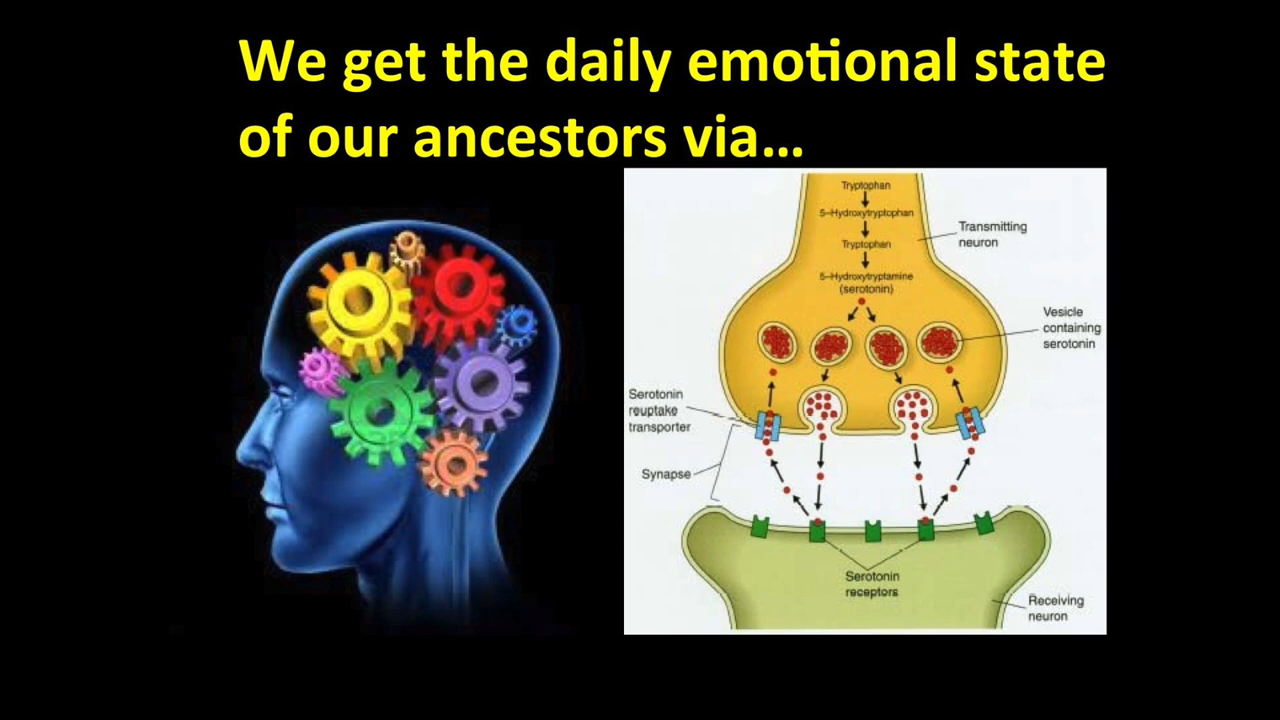 We get the daily emotional state
of our ancestors via...
Tryptophan
5-Hydroxytryptophan
Tryptophan
5-Hydroxytryptamine
(serotonin)
Transmitting
neuron
Vesicle
containing
serotonin
Serotonin
reuptake
transporter
Synapse
Serotonin
receptors
Receiving
neuron